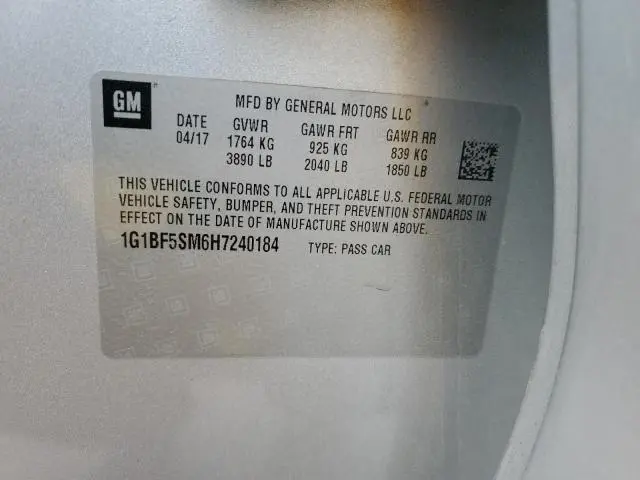 GM
MFD BY GENERAL MOTORS LLC
DATE GVWR GAWR FRT GAWR RR
04/17 1764 KG 925 KG 839 KG
3890 LB 2040 LB 1850 LB
THIS VEHICLE CONFORMS TO ALL APPLICABLE U.S. FEDERAL MOTOR
VEHICLE SAFETY, BUMPER, AND THEFT PREVENTION STANDARDS IN
EFFECT ON THE DATE OF MANUFACTURE SHOWN ABOVE.
1G1BF5SM6H7240184 TYPE: PASS CAR